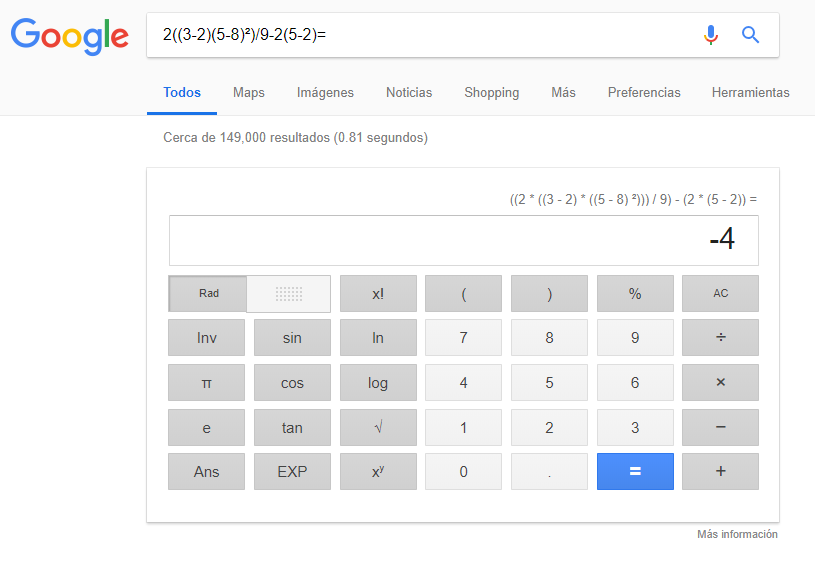 Google 2((3-2)(5-8)²)/9-2(5-2)=
Todos Maps Imágenes Noticias Shopping Más Preferencias Herramientas
Cerca de 149,000 resultados (0.81 segundos)
((2 * ((3 - 2) * ((5 - 8) ²))) / 9) - (2 * (5 - 2)) =
-4
Rad x! ( ) % AC
Inv sin ln 7 8 9 ÷
π cos log 4 5 6 ×
e tan √ 1 2 3 −
Ans EXP xʸ 0 . = +
Más información